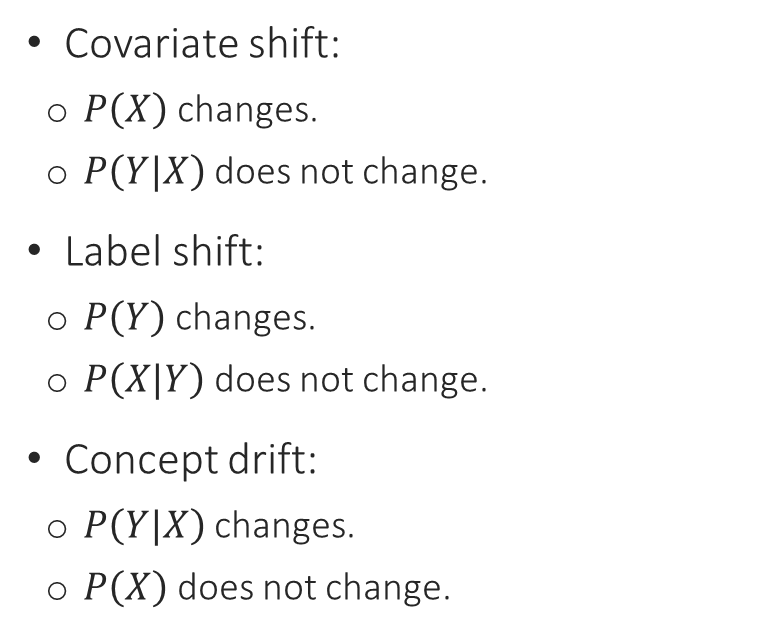 • Covariate shift:
o P(X) changes.
o P(Y|X) does not change.
• Label shift:
o P(Y) changes.
o P(X|Y) does not change.
• Concept drift:
o P(Y|X) changes.
o P(X) does not change.